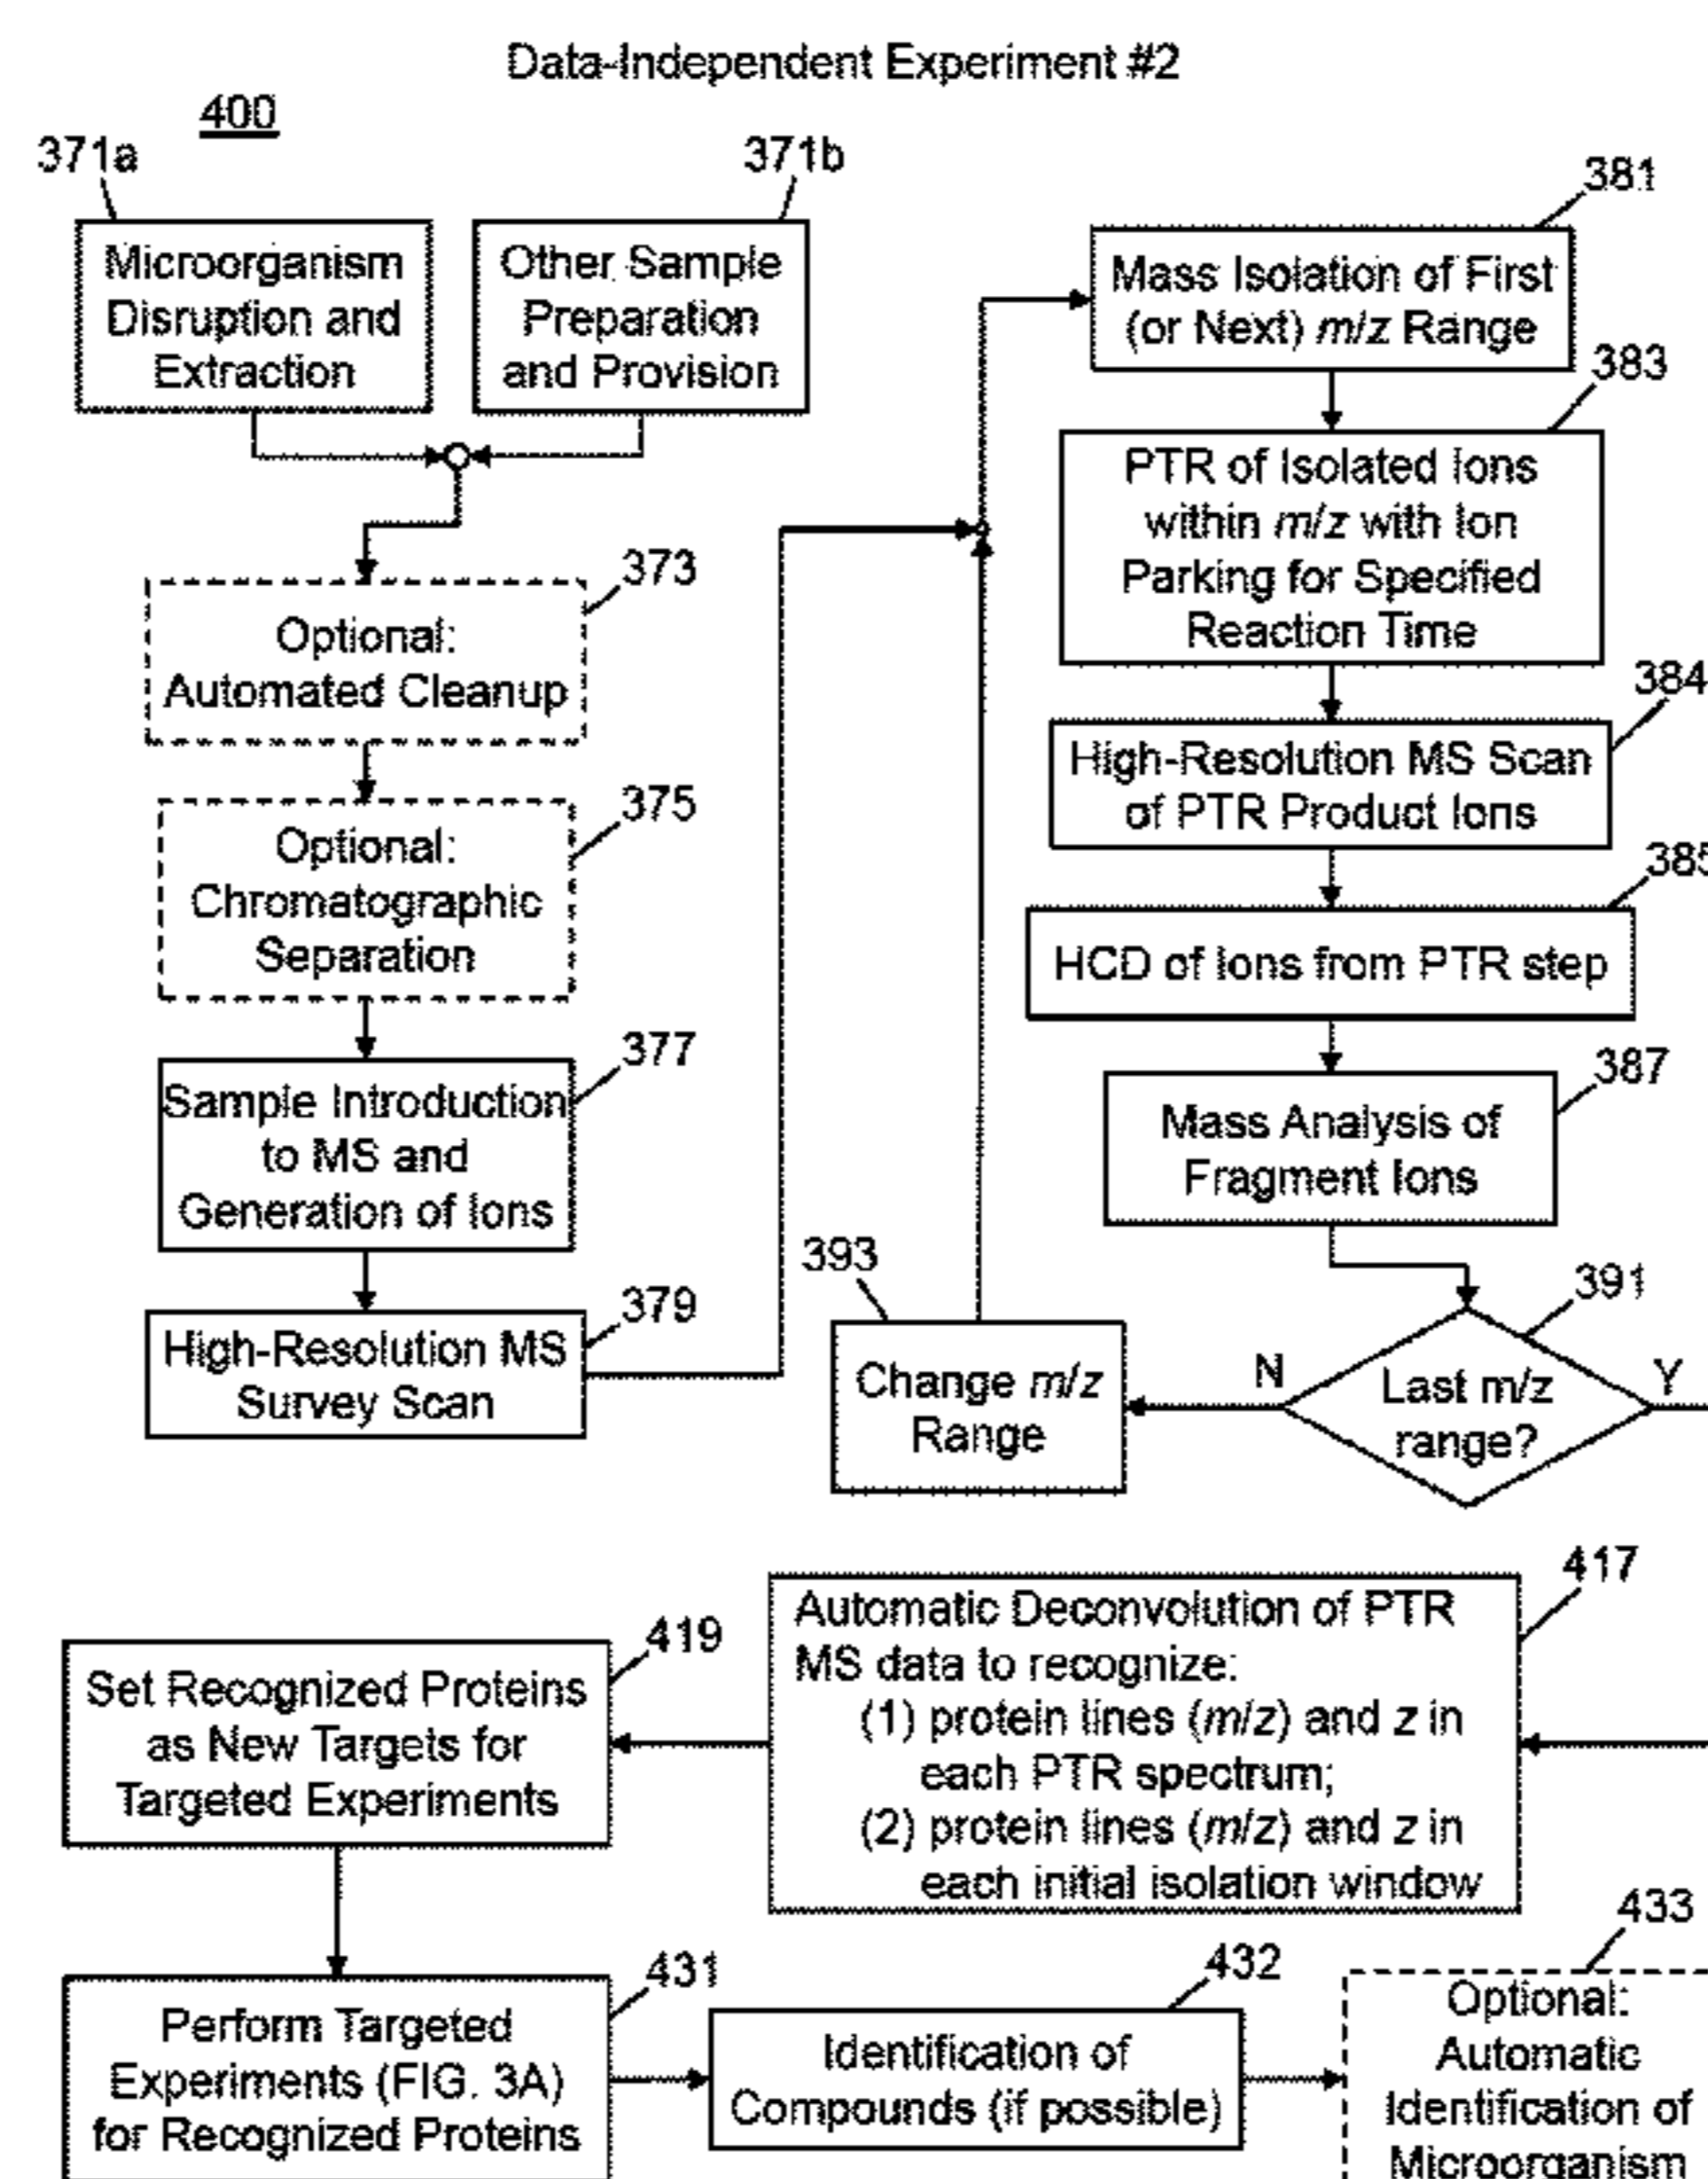 Data-Independent Experiment #2
400
371a
371b
Microorganism
Disruption and
Extraction
Other Sample
Preparation
and Provision
373
Optional:
Automated Cleanup
375
Optional:
Chromatographic
Separation
377
Sample Introduction
to MS and
Generation of Ions
379
High-Resolution MS
Survey Scan
381
Mass Isolation of First
(or Next) m/z Range
383
PTR of Isolated Ions
within m/z with Ion
Parking for Specified
Reaction Time
384
High-Resolution MS Scan
of PTR Product Ions
385
HCD of Ions from PTR step
387
Mass Analysis of
Fragment Ions
391
Last m/z
range?
N
Y
393
Change m/z
Range
417
Automatic Deconvolution of PTR
MS data to recognize:
(1) protein lines (m/z) and z in
each PTR spectrum;
(2) protein lines (m/z) and z in
each initial isolation window
419
Set Recognized Proteins
as New Targets for
Targeted Experiments
431
Perform Targeted
Experiments (FIG. 3A)
for Recognized Proteins
432
Identification of
Compounds (if possible)
433
Optional:
Automatic
Identification of
Microorganism